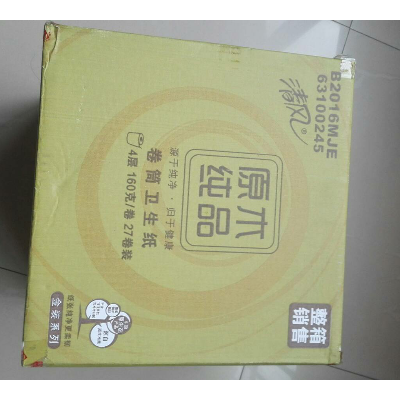 B2016MJE
63100245
清风®
原木
纯品
源于纯净·归于健康
卷筒卫生纸
4层 160克/卷 27卷装
整箱
销售
金装系列